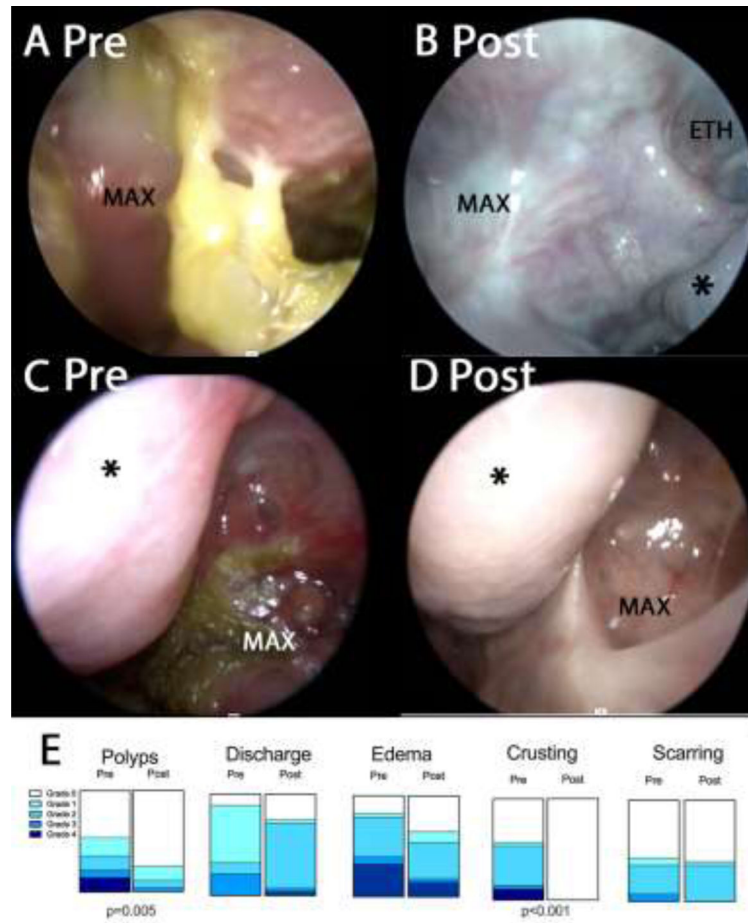 A Pre
B Post
MAX
MAX
ETH
*
C Pre
D Post
*
*
MAX
MAX
E
Polyps
Pre Post
Discharge
Pre Post
Edema
Pre Post
Crusting
Pre Post
Scarring
Pre Post
Grade 0
Grade 1
Grade 2
Grade 3
Grade 4
p=0.005
p<0.001